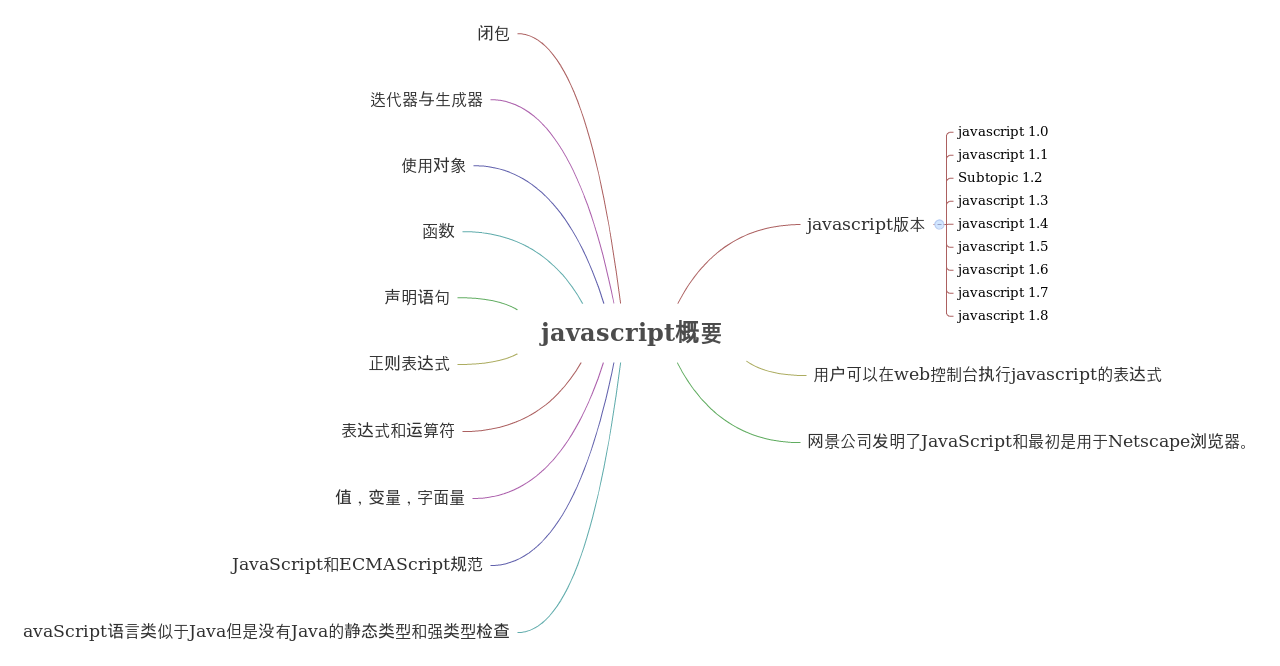 javascript概要
javascript版本
javascript 1.0
javascript 1.1
Subtopic 1.2
javascript 1.3
javascript 1.4
javascript 1.5
javascript 1.6
javascript 1.7
javascript 1.8
用户可以在web控制台执行javascript的表达式
网景公司发明了JavaScript和最初是用于Netscape浏览器。
闭包
迭代器与生成器
使用对象
函数
声明语句
正则表达式
表达式和运算符
值，变量，字面量
JavaScript和ECMAScript规范
avaScript语言类似于Java但是没有Java的静态类型和强类型检查